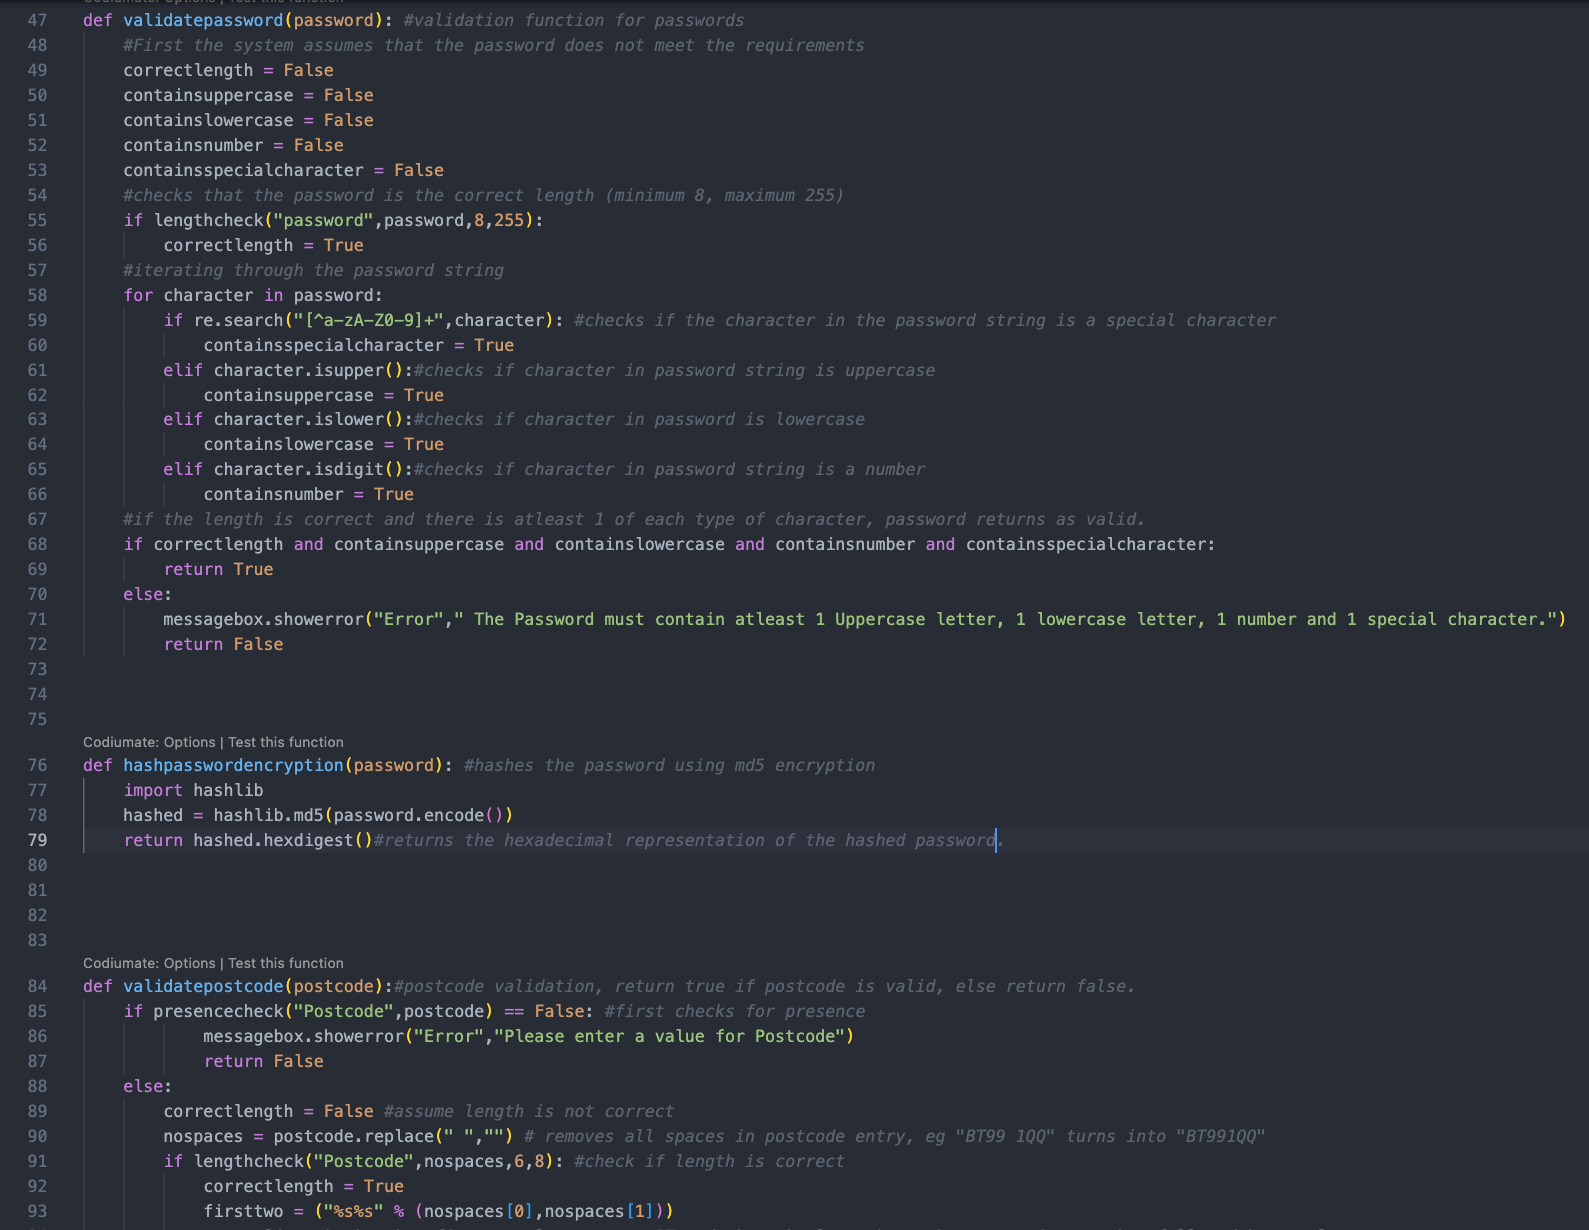 Codiumate: Options | Test this function
47 def validatepassword(password): #validation function for passwords
48     #First the system assumes that the password does not meet the requirements
49     correctlength = False
50     containsuppercase = False
51     containslowercase = False
52     containsnumber = False
53     containsspecialcharacter = False
54     #checks that the password is the correct length (minimum 8, maximum 255)
55     if lengthcheck("password",password,8,255):
56         correctlength = True
57     #iterating through the password string
58     for character in password:
59         if re.search("[^a-zA-Z0-9]+",character): #checks if the character in the password string is a special character
60             containsspecialcharacter = True
61         elif character.isupper():#checks if character in password string is uppercase
62             containsuppercase = True
63         elif character.islower():#checks if character in password is lowercase
64             containslowercase = True
65         elif character.isdigit():#checks if character in password string is a number
66             containsnumber = True
67     #if the length is correct and there is atleast 1 of each type of character, password returns as valid.
68     if correctlength and containsuppercase and containslowercase and containsnumber and containsspecialcharacter:
69         return True
70     else:
71         messagebox.showerror("Error"," The Password must contain atleast 1 Uppercase letter, 1 lowercase letter, 1 number and 1 special character.")
72         return False
73
74
75
Codiumate: Options | Test this function
76 def hashpasswordencryption(password): #hashes the password using md5 encryption
77     import hashlib
78     hashed = hashlib.md5(password.encode())
79     return hashed.hexdigest()#returns the hexadecimal representation of the hashed password.
80
81
82
83
Codiumate: Options | Test this function
84 def validatepostcode(postcode):#postcode validation, return true if postcode is valid, else return false.
85     if presencecheck("Postcode",postcode) == False: #first checks for presence
86             messagebox.showerror("Error","Please enter a value for Postcode")
87             return False
88     else:
89         correctlength = False #assume length is not correct
90         nospaces = postcode.replace(" ","") # removes all spaces in postcode entry, eg "BT99 1QQ" turns into "BT991QQ"
91         if lengthcheck("Postcode",nospaces,6,8): #check if length is correct
92             correctlength = True
93             firsttwo = ("%s%s" % (nospaces[0],nospaces[1]))